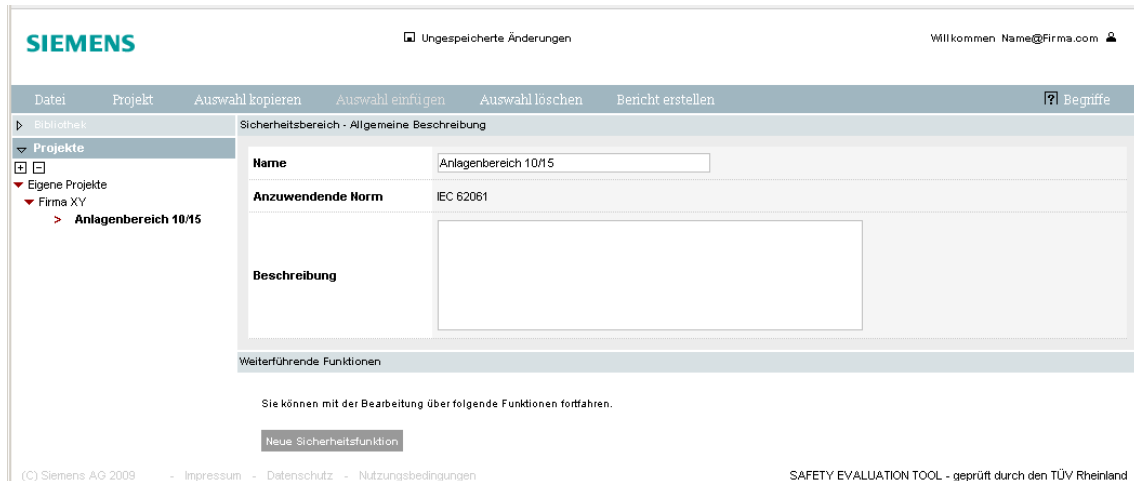 SIEMENS
Ungespeicherte Änderungen
Willkommen Name@Firma.com
Datei Projekt Auswahl kopieren Auswahl einfügen Auswahl löschen Bericht erstellen ? Begriffe
Bibliothek
Projekte
Eigene Projekte
Firma XY
> Anlagenbereich 10/15
Sicherheitsbereich - Allgemeine Beschreibung
Name Anlagenbereich 10/15
Anzuwendende Norm IEC 62061
Beschreibung
Weiterführende Funktionen
Sie können mit der Bearbeitung über folgende Funktionen fortfahren.
Neue Sicherheitsfunktion
(C) Siemens AG 2009 - Impressum - Datenschutz - Nutzungsbedingungen
SAFETY EVALUATION TOOL - geprüft durch den TÜV Rheinland